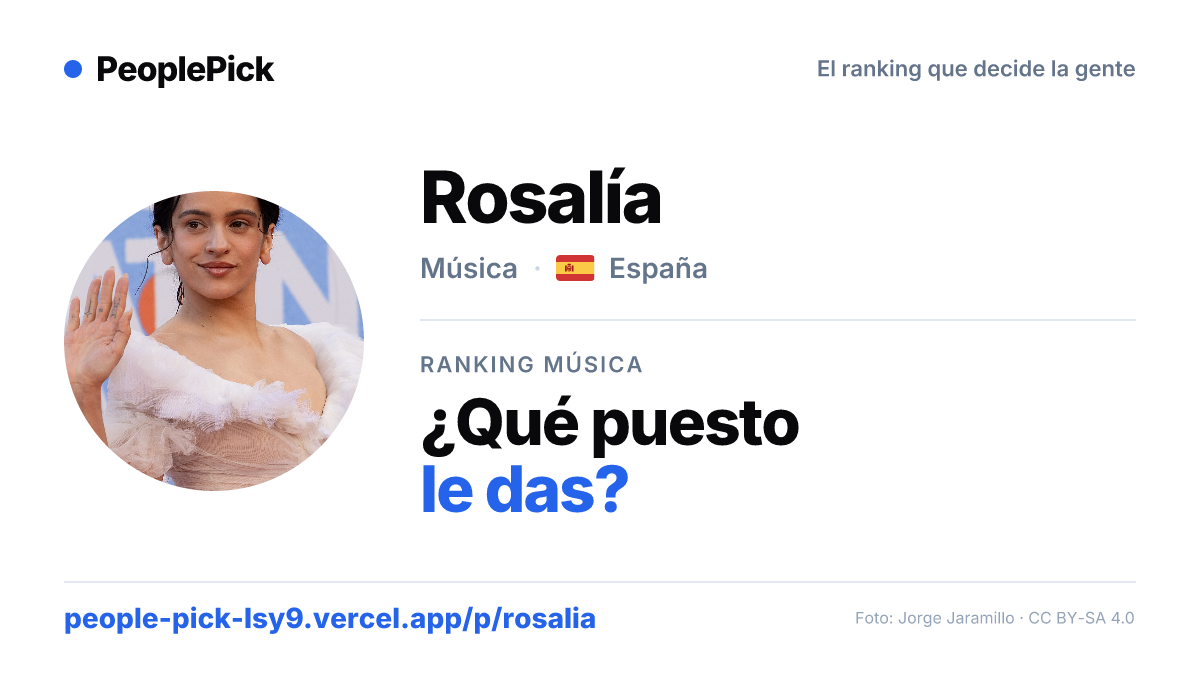 PeoplePick
El ranking que decide la gente
Rosalía
Música · España
RANKING MÚSICA
¿Qué puesto
le das?
people-pick-lsy9.vercel.app/p/rosalia
Foto: Jorge Jaramillo · CC BY-SA 4.0